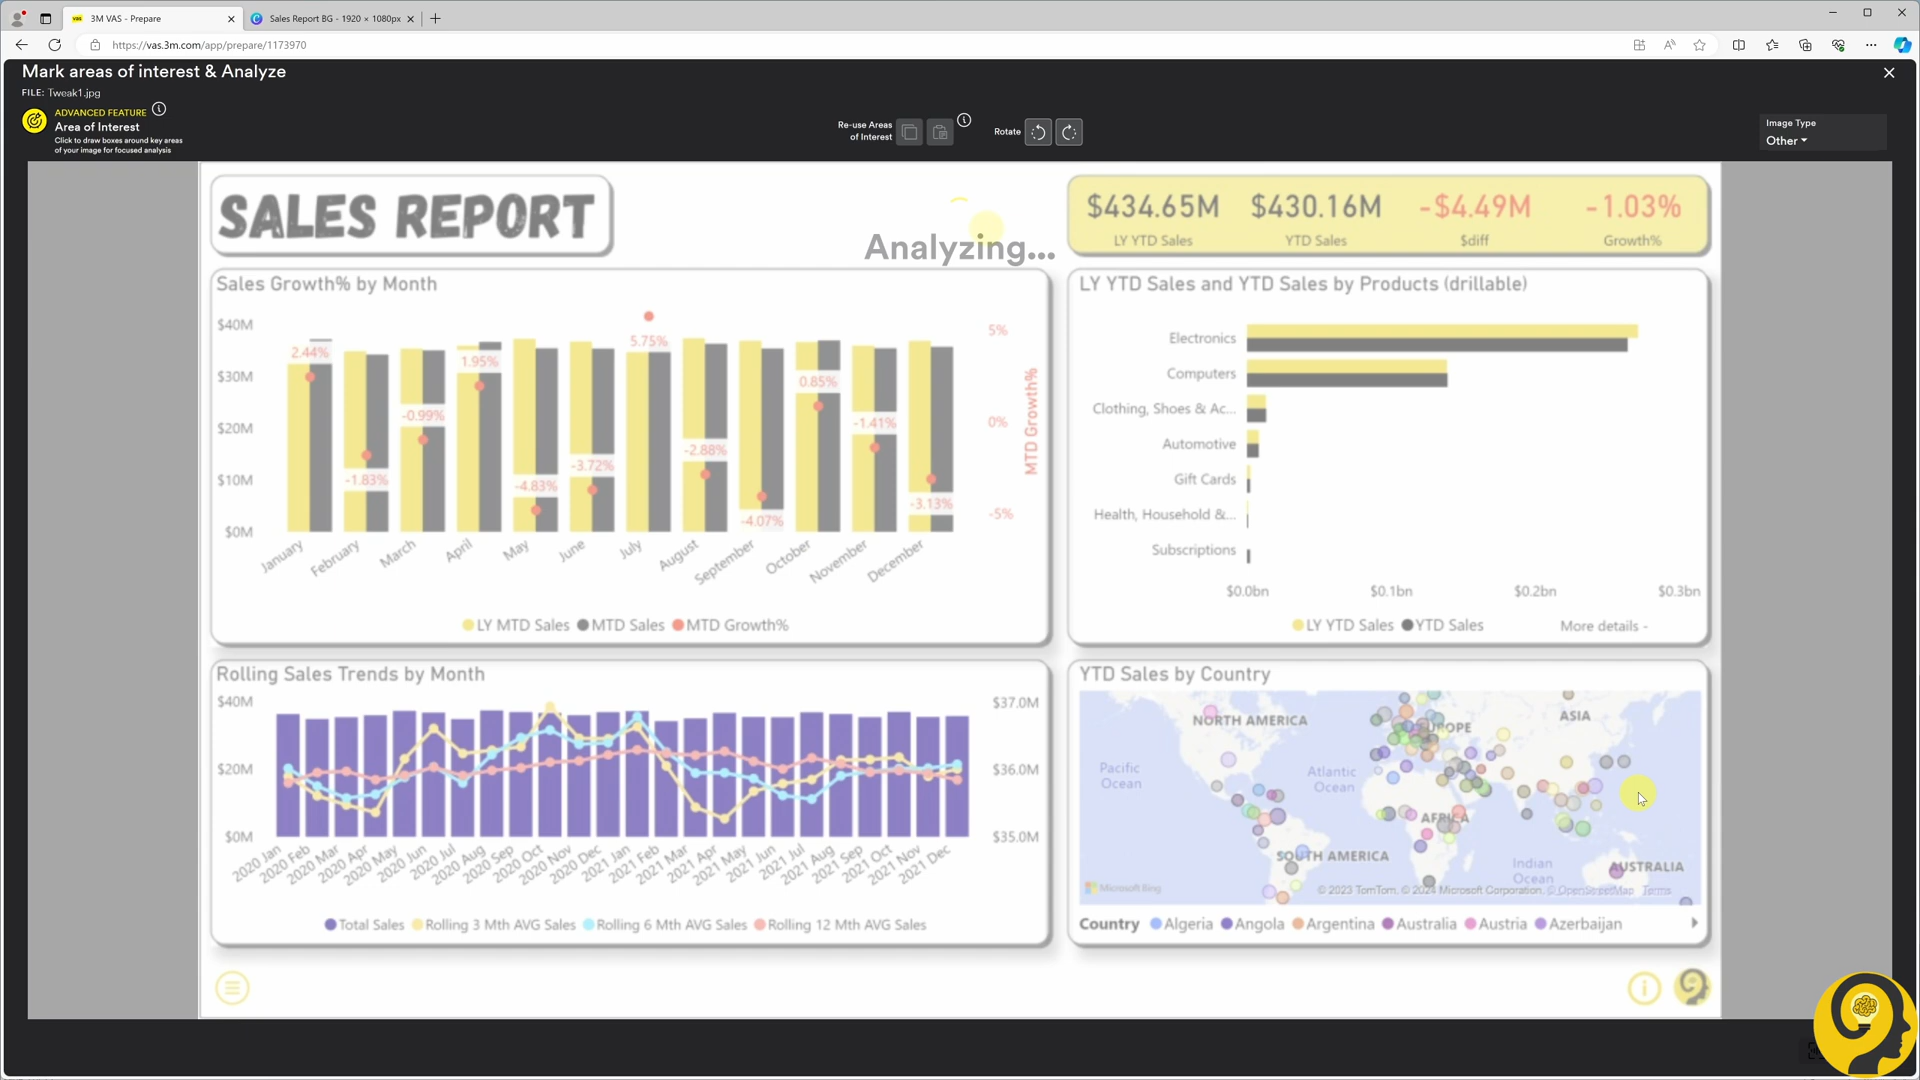 3M VAS - Prepare
Sales Report BG - 1920 × 1080px
https://vas.3m.com/app/prepare/1173970
Mark areas of interest & Analyze
FILE: Tweak1.jpg
ADVANCED FEATURE
Area of Interest
Click to draw boxes around key areas
of your image for focused analysis
Re-use Areas
of Interest
Rotate
Image Type
Other
SALES REPORT
Analyzing...
$434.65M $430.16M -$4.49M -1.03%
LY YTD Sales YTD Sales $diff Growth%
Sales Growth% by Month
$40M
$30M
$20M
$10M
$0M
2.44%
-1.83%
-0.99%
1.95%
-4.83%
-3.72%
5.75%
-2.88%
-4.07%
0.85%
-1.41%
-3.13%
5%
0%
-5%
MTD Growth%
January February March April May June July August September October November December
LY MTD Sales MTD Sales MTD Growth%
LY YTD Sales and YTD Sales by Products (drillable)
Electronics
Computers
Clothing, Shoes & Ac...
Automotive
Gift Cards
Health, Household &...
Subscriptions
$0.0bn $0.1bn $0.2bn $0.3bn
LY YTD Sales YTD Sales More details -
Rolling Sales Trends by Month
$40M
$20M
$0M
$37.0M
$36.0M
$35.0M
2020 Jan 2020 Feb 2020 Mar 2020 Apr 2020 May 2020 Jun 2020 Jul 2020 Aug 2020 Sep 2020 Oct 2020 Nov 2020 Dec 2021 Jan 2021 Feb 2021 Mar 2021 Apr 2021 May 2021 Jun 2021 Jul 2021 Aug 2021 Sep 2021 Oct 2021 Nov 2021 Dec
Total Sales Rolling 3 Mth AVG Sales Rolling 6 Mth AVG Sales Rolling 12 Mth AVG Sales
YTD Sales by Country
NORTH AMERICA
EUROPE
ASIA
Pacific
Ocean
Atlantic
Ocean
AFRICA
SOUTH AMERICA
Indian
Ocean
AUSTRALIA
Microsoft Bing
© 2023 TomTom, © 2024 Microsoft Corporation, © OpenStreetMap Terms
Country Algeria Angola Argentina Australia Austria Azerbaijan